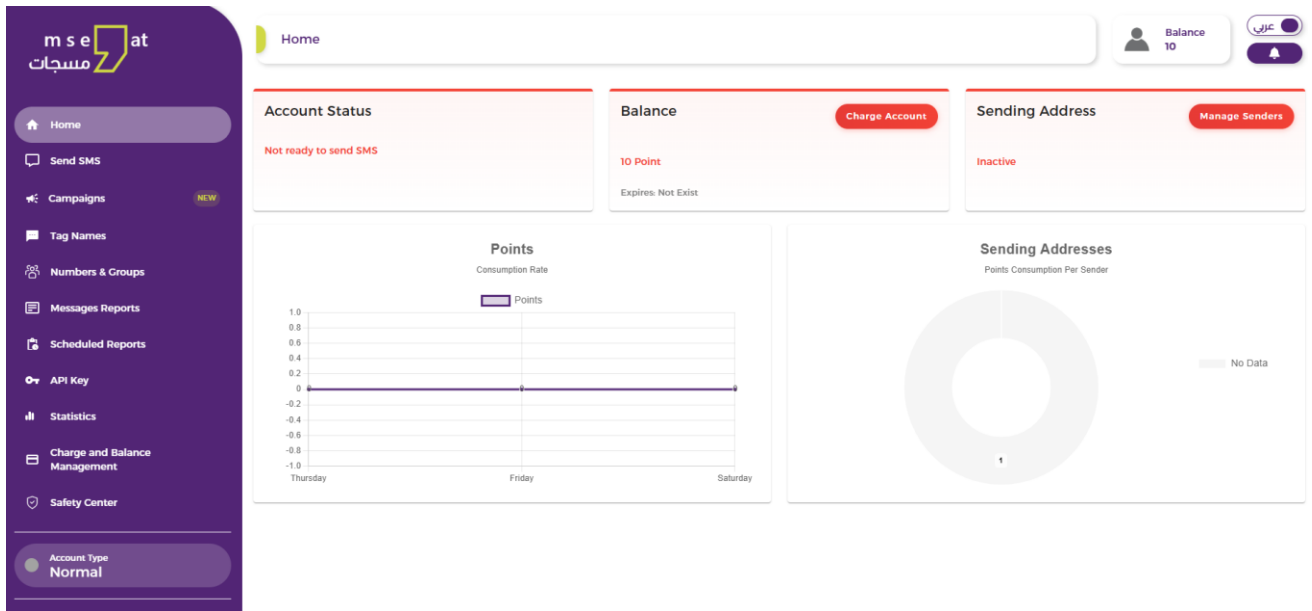 m s e g at
مسجات
Home
Balance
10
عربي
Home
Send SMS
Campaigns NEW
Tag Names
Numbers & Groups
Messages Reports
Scheduled Reports
API Key
Statistics
Charge and Balance
Management
Safety Center
Account Type
Normal
Account Status
Not ready to send SMS
Balance
Charge Account
10 Point
Expires: Not Exist
Sending Address
Manage Senders
Inactive
Points
Consumption Rate
Points
1.0
0.8
0.6
0.4
0.2
0
-0.2
-0.4
-0.6
-0.8
-1.0
0 0 0
Thursday Friday Saturday
Sending Addresses
Points Consumption Per Sender
No Data
1